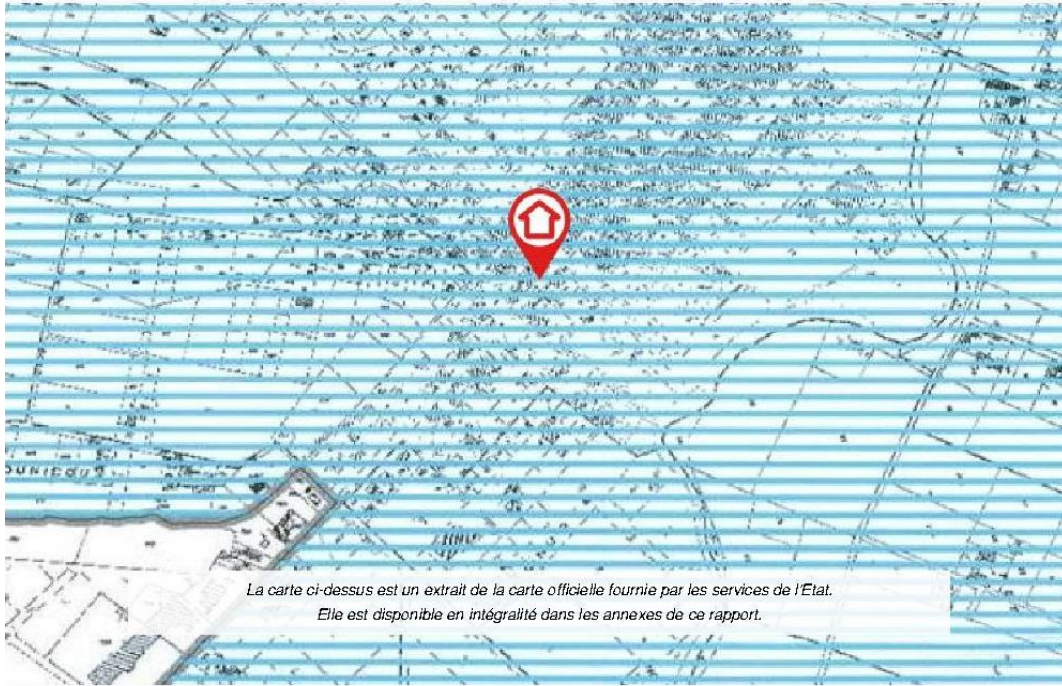 La carte ci-dessus est un extrait de la carte officielle fournie par les services de l'Etat.
Elle est disponible en intégralité dans les annexes de ce rapport.